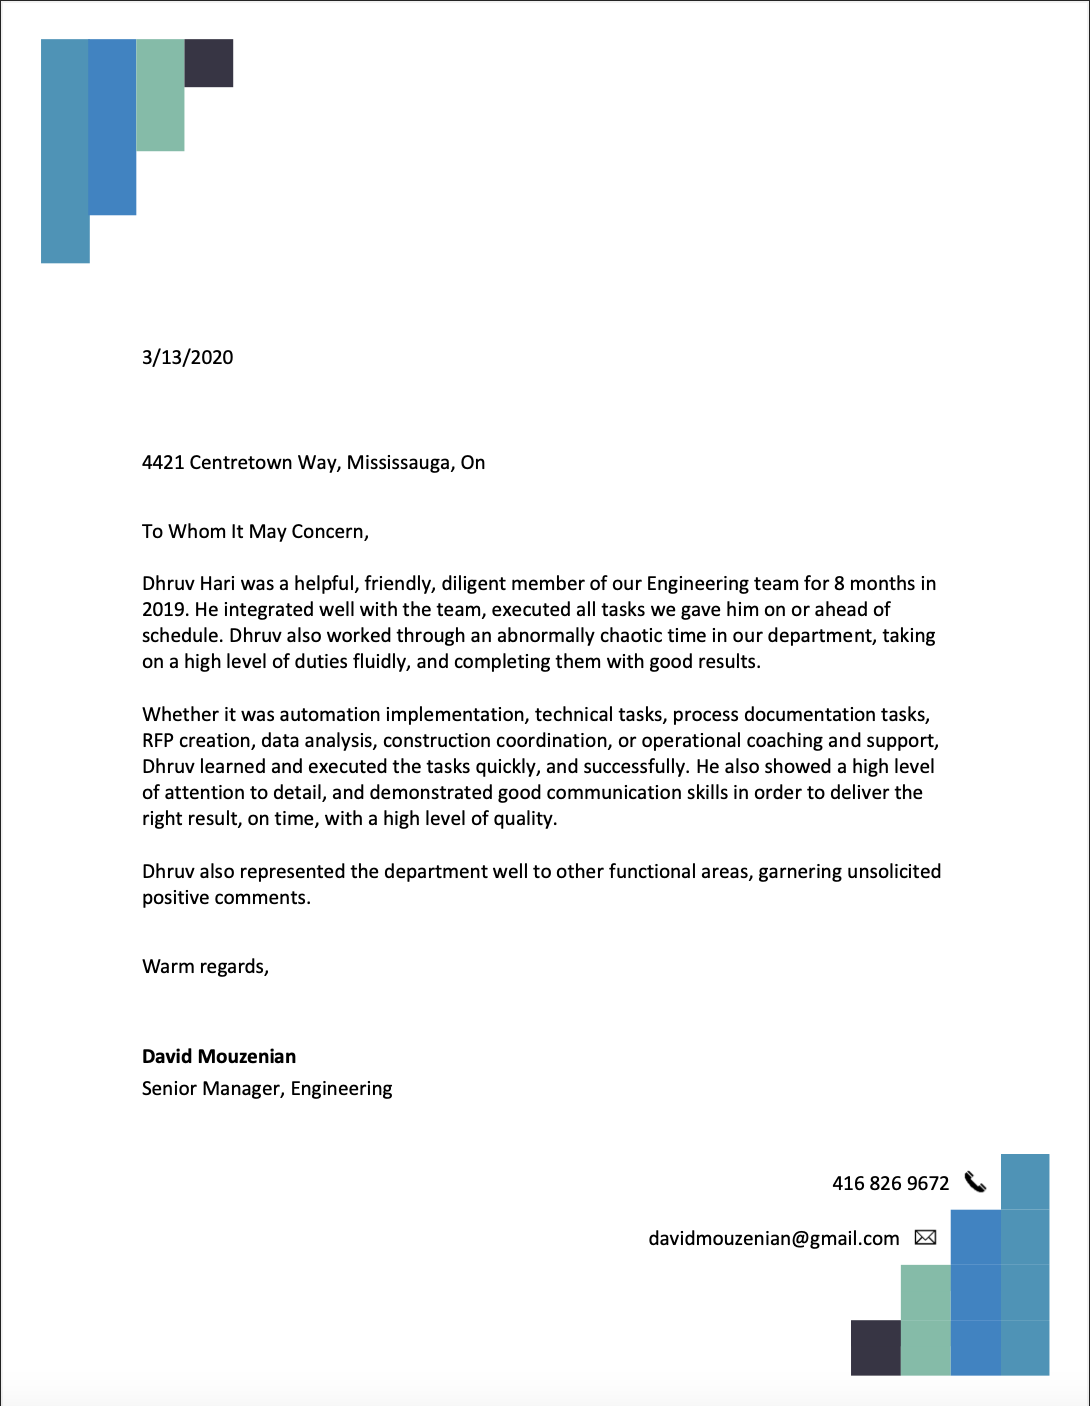 3/13/2020
4421 Centretown Way, Mississauga, On
To Whom It May Concern,
Dhruv Hari was a helpful, friendly, diligent member of our Engineering team for 8 months in
2019. He integrated well with the team, executed all tasks we gave him on or ahead of
schedule. Dhruv also worked through an abnormally chaotic time in our department, taking
on a high level of duties fluidly, and completing them with good results.
Whether it was automation implementation, technical tasks, process documentation tasks,
RFP creation, data analysis, construction coordination, or operational coaching and support,
Dhruv learned and executed the tasks quickly, and successfully. He also showed a high level
of attention to detail, and demonstrated good communication skills in order to deliver the
right result, on time, with a high level of quality.
Dhruv also represented the department well to other functional areas, garnering unsolicited
positive comments.
Warm regards,
David Mouzenian
Senior Manager, Engineering
416 826 9672
davidmouzenian@gmail.com